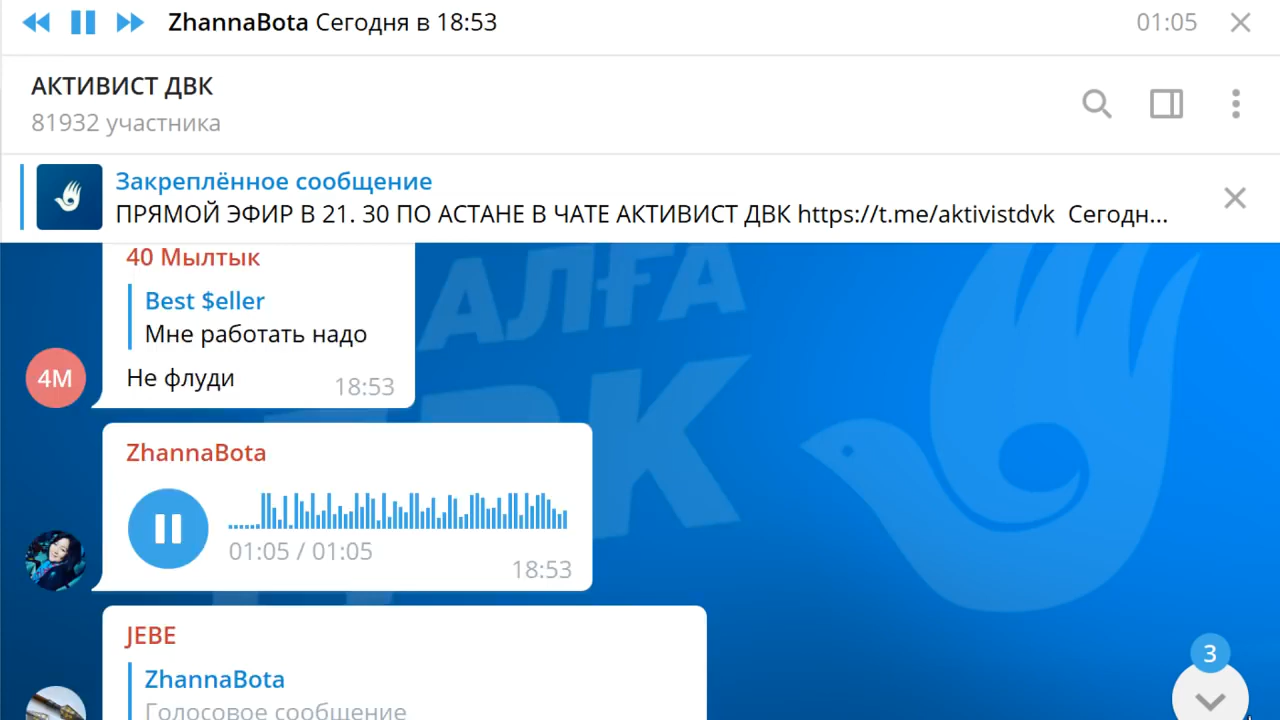 ZhannaBota Сегодня в 18:53
01:05
АКТИВИСТ ДВК
81932 участника
Закреплённое сообщение
ПРЯМОЙ ЭФИР В 21. 30 ПО АСТАНЕ В ЧАТЕ АКТИВИСТ ДВК https://t.me/aktivistdvk Сегодн...
АЛҒА
ДВК
40 Мылтык
Best $eller
Мне работать надо
4М
Не флуди
18:53
ZhannaBota
01:05 / 01:05
18:53
JEBE
ZhannaBota
Голосовое сообщение
3